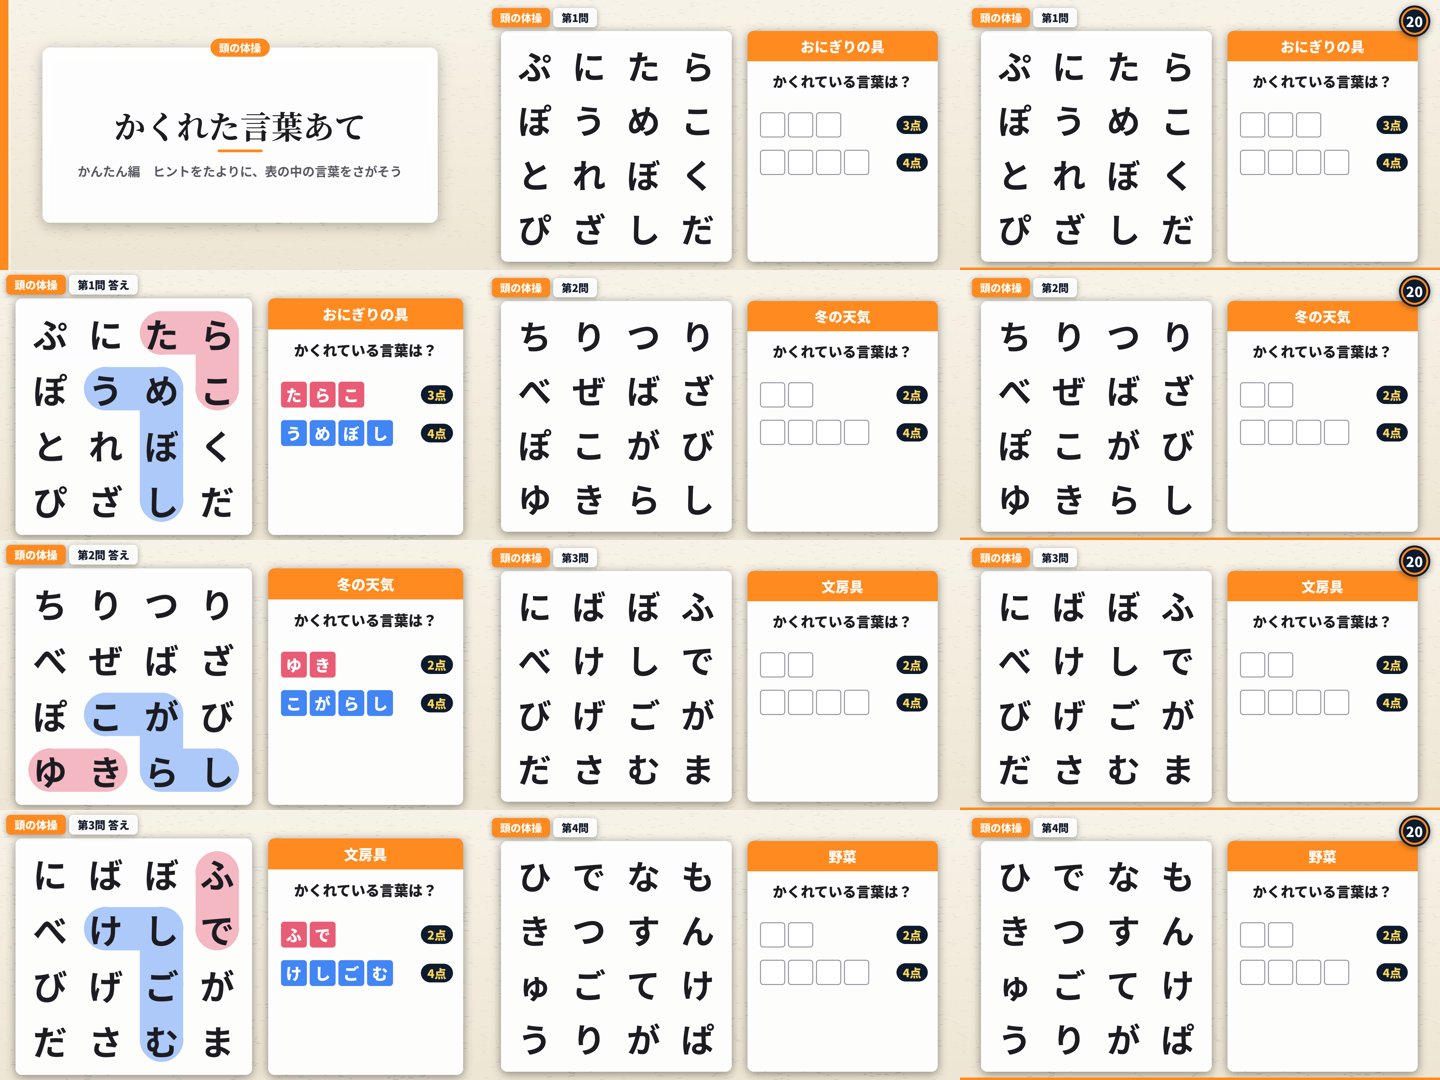 頭の体操
かくれた言葉あて
かんたん編 ヒントをたよりに、表の中の言葉をさがそう
頭の体操 第1問
ぷ に た ら
ぽ う め こ
と れ ぼ く
ぴ ざ し だ
おにぎりの具
かくれている言葉は？
3点
4点
頭の体操 第1問
20
ぷ に た ら
ぽ う め こ
と れ ぼ く
ぴ ざ し だ
おにぎりの具
かくれている言葉は？
3点
4点
頭の体操 第1問 答え
ぷ に た ら
ぽ う め こ
と れ ぼ く
ぴ ざ し だ
おにぎりの具
かくれている言葉は？
たらこ 3点
うめぼし 4点
頭の体操 第2問
ち り つ り
べ ぜ ば ざ
ぽ こ が び
ゆ き ら し
冬の天気
かくれている言葉は？
2点
4点
頭の体操 第2問
20
ち り つ り
べ ぜ ば ざ
ぽ こ が び
ゆ き ら し
冬の天気
かくれている言葉は？
2点
4点
頭の体操 第2問 答え
ち り つ り
べ ぜ ば ざ
ぽ こ が び
ゆ き ら し
冬の天気
かくれている言葉は？
ゆき 2点
こがらし 4点
頭の体操 第3問
に ば ぼ ふ
べ け し で
び げ ご が
だ さ む ま
文房具
かくれている言葉は？
2点
4点
頭の体操 第3問
20
に ば ぼ ふ
べ け し で
び げ ご が
だ さ む ま
文房具
かくれている言葉は？
2点
4点
頭の体操 第3問 答え
に ば ぼ ふ
べ け し で
び げ ご が
だ さ む ま
文房具
かくれている言葉は？
ふで 2点
けしごむ 4点
頭の体操 第4問
ひ で な も
き つ す ん
ゅ ご て け
う り が ぱ
野菜
かくれている言葉は？
2点
4点
頭の体操 第4問
20
ひ で な も
き つ す ん
ゅ ご て け
う り が ぱ
野菜
かくれている言葉は？
2点
4点